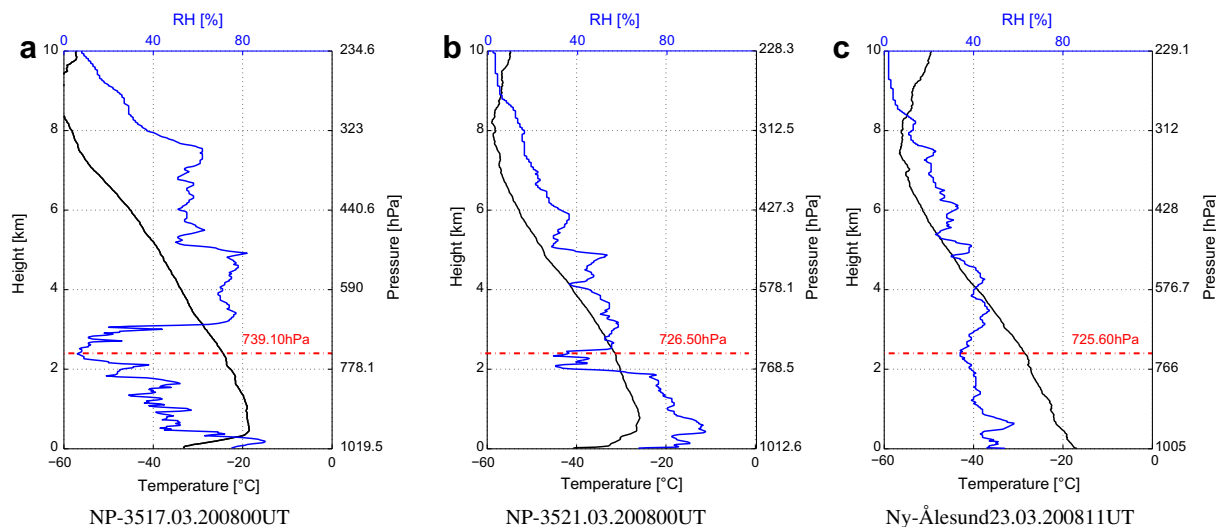 RH [%] RH [%] RH [%]
a 0 40 80 b 0 40 80 c 0 40 80
10 234.6 10 228.3 10 229.1
8 323 8 312.5 8 312
6 440.6 6 427.3 6 428
Height [km] Pressure [hPa] Height [km] Pressure [hPa] Height [km] Pressure [hPa]
4 590 4 578.1 4 576.7
739.10hPa 726.50hPa 725.60hPa
2 778.1 2 768.5 2 766
0 1019.5 0 1012.6 0 1005
−60 −40 −20 0 −60 −40 −20 0 −60 −40 −20 0
Temperature [°C] Temperature [°C] Temperature [°C]
NP-3517.03.200800UT NP-3521.03.200800UT Ny-Ålesund23.03.200811UT